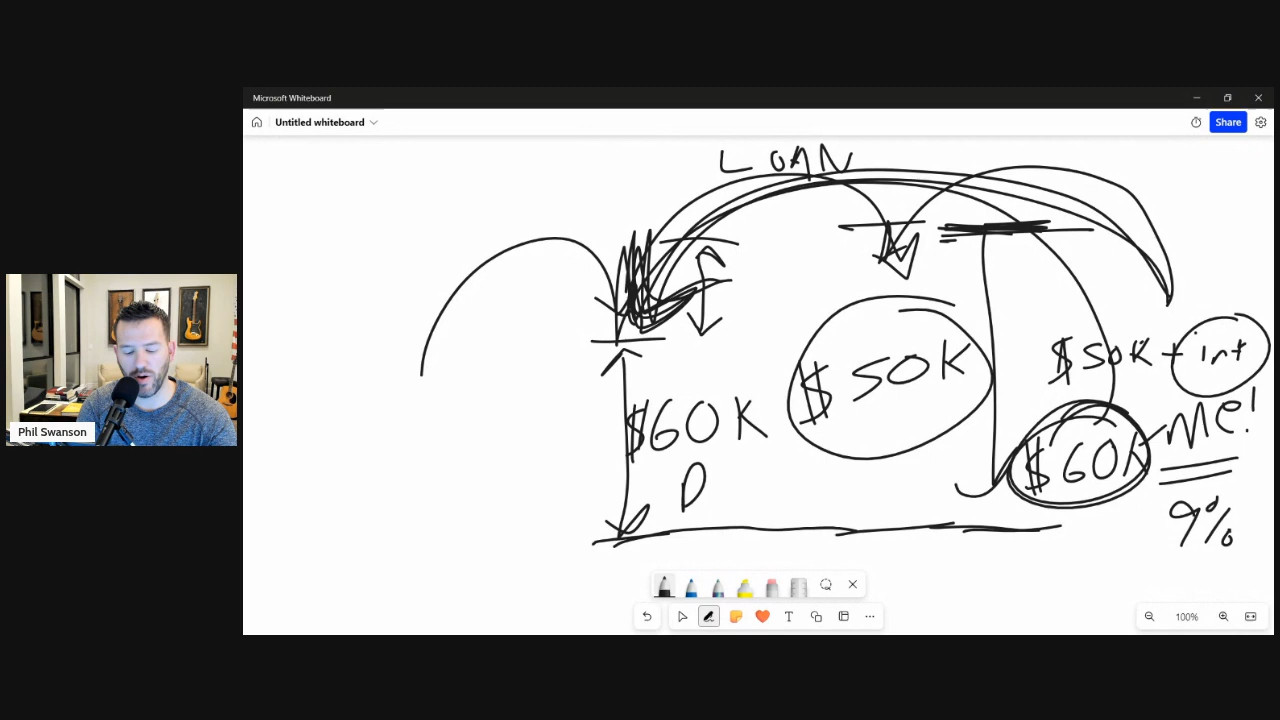 Microsoft Whiteboard
Untitled whiteboard
Share
LOAN
$50K
$50K + int
$60K
$60K
ME!
D
9%
Phil Swanson
T
100%